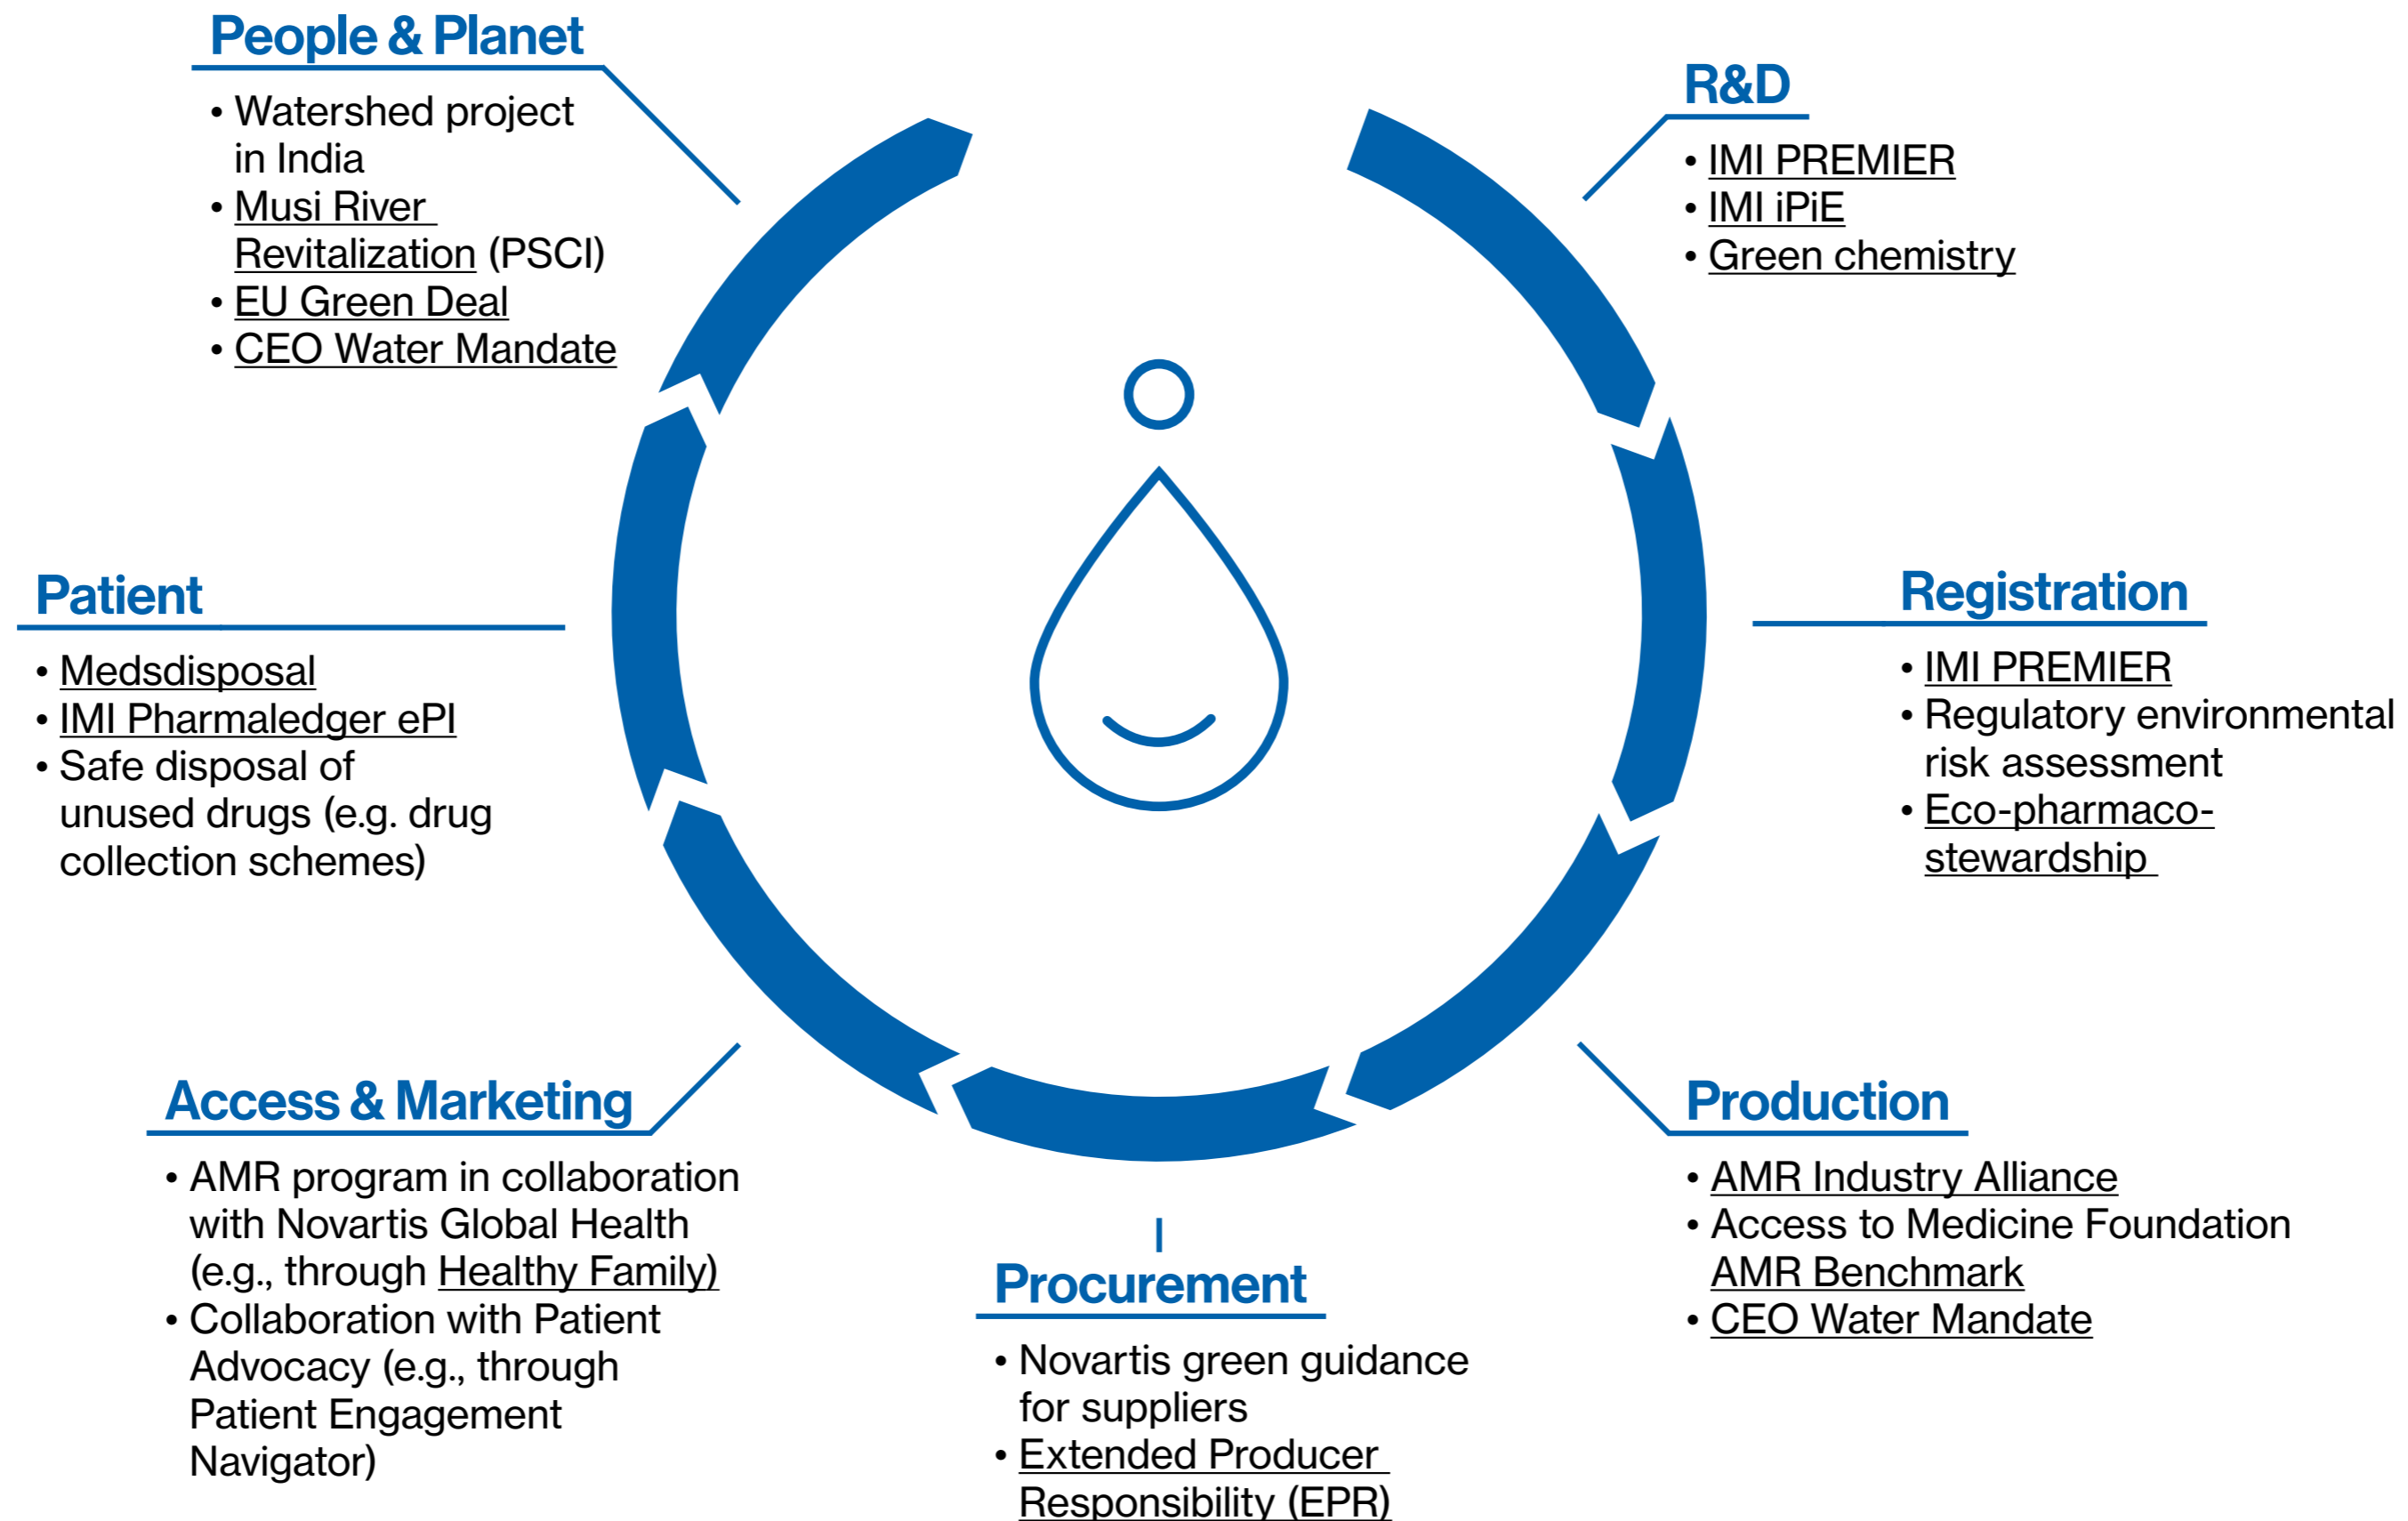 People & Planet
• Watershed project
in India
• Musi River
Revitalization (PSCI)
• EU Green Deal
• CEO Water Mandate
R&D
• IMI PREMIER
• IMI iPiE
• Green chemistry
Registration
• IMI PREMIER
• Regulatory environmental
risk assessment
• Eco-pharmaco-
stewardship
Production
• AMR Industry Alliance
• Access to Medicine Foundation
AMR Benchmark
• CEO Water Mandate
Procurement
• Novartis green guidance
for suppliers
• Extended Producer
Responsibility (EPR)
Access & Marketing
• AMR program in collaboration
with Novartis Global Health
(e.g., through Healthy Family)
• Collaboration with Patient
Advocacy (e.g., through
Patient Engagement
Navigator)
Patient
• Medsdisposal
• IMI Pharmaledger ePI
• Safe disposal of
unused drugs (e.g. drug
collection schemes)